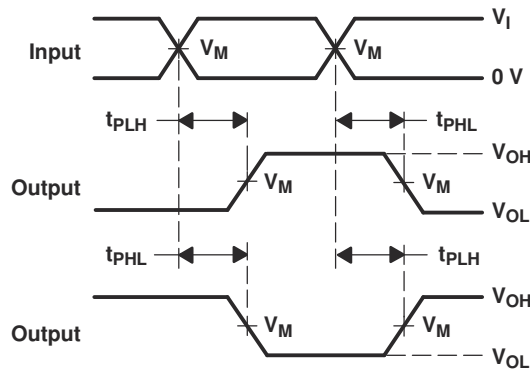 V_I
Input V_M V_M
0 V
t_PLH t_PHL
V_OH
Output V_M V_M
V_OL
t_PHL t_PLH
V_OH
Output V_M V_M
V_OL